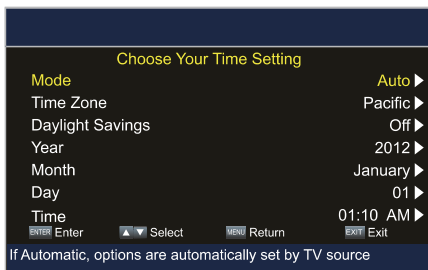 Choose Your Time Setting
Mode Auto
Time Zone Pacific
Daylight Savings Off
Year 2012
Month January
Day 01
Time 01:10 AM
ENTER Enter ▲ ▼ Select MENU Return EXIT Exit
If Automatic, options are automatically set by TV source